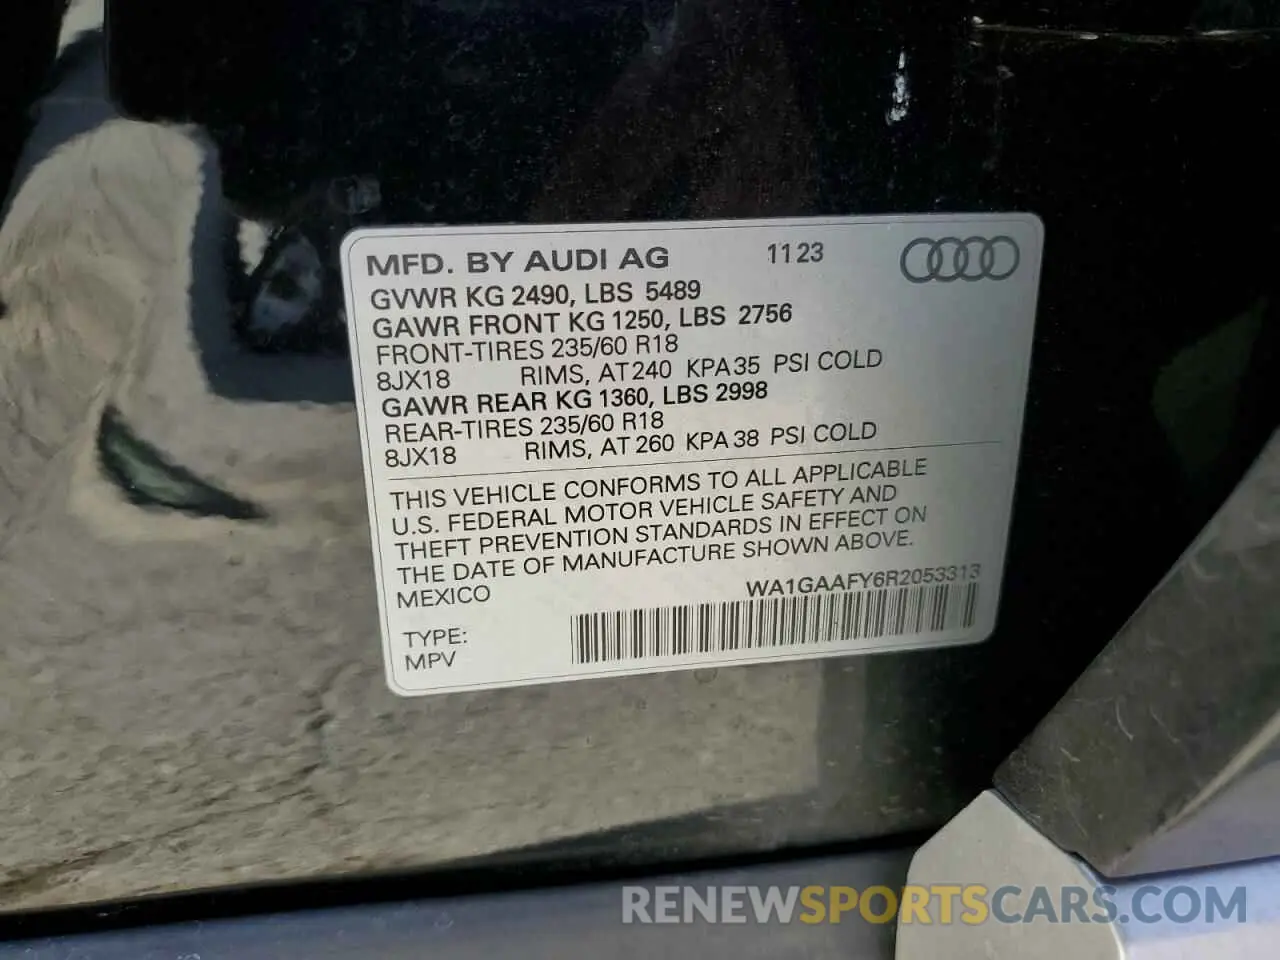 MFD. BY AUDI AG 11 23
GVWR KG 2490, LBS 5489
GAWR FRONT KG 1250, LBS 2756
FRONT-TIRES 235/60 R18
8JX18 RIMS, AT 240 KPA 35 PSI COLD
GAWR REAR KG 1360, LBS 2998
REAR-TIRES 235/60 R18
8JX18 RIMS, AT 260 KPA 38 PSI COLD
THIS VEHICLE CONFORMS TO ALL APPLICABLE
U.S. FEDERAL MOTOR VEHICLE SAFETY AND
THEFT PREVENTION STANDARDS IN EFFECT ON
THE DATE OF MANUFACTURE SHOWN ABOVE.
MEXICO WA1GAAFY6R2053313
TYPE:
MPV
RENEWSPORTSCARS.COM